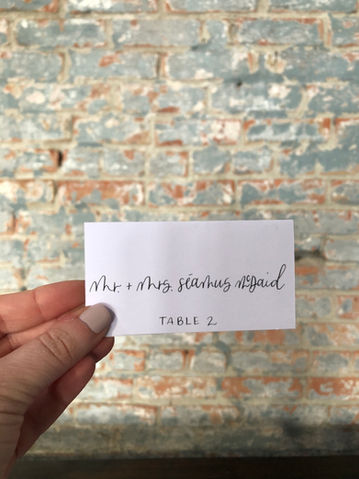 mr. + mrs. séamus mcDaid
TABLE 2